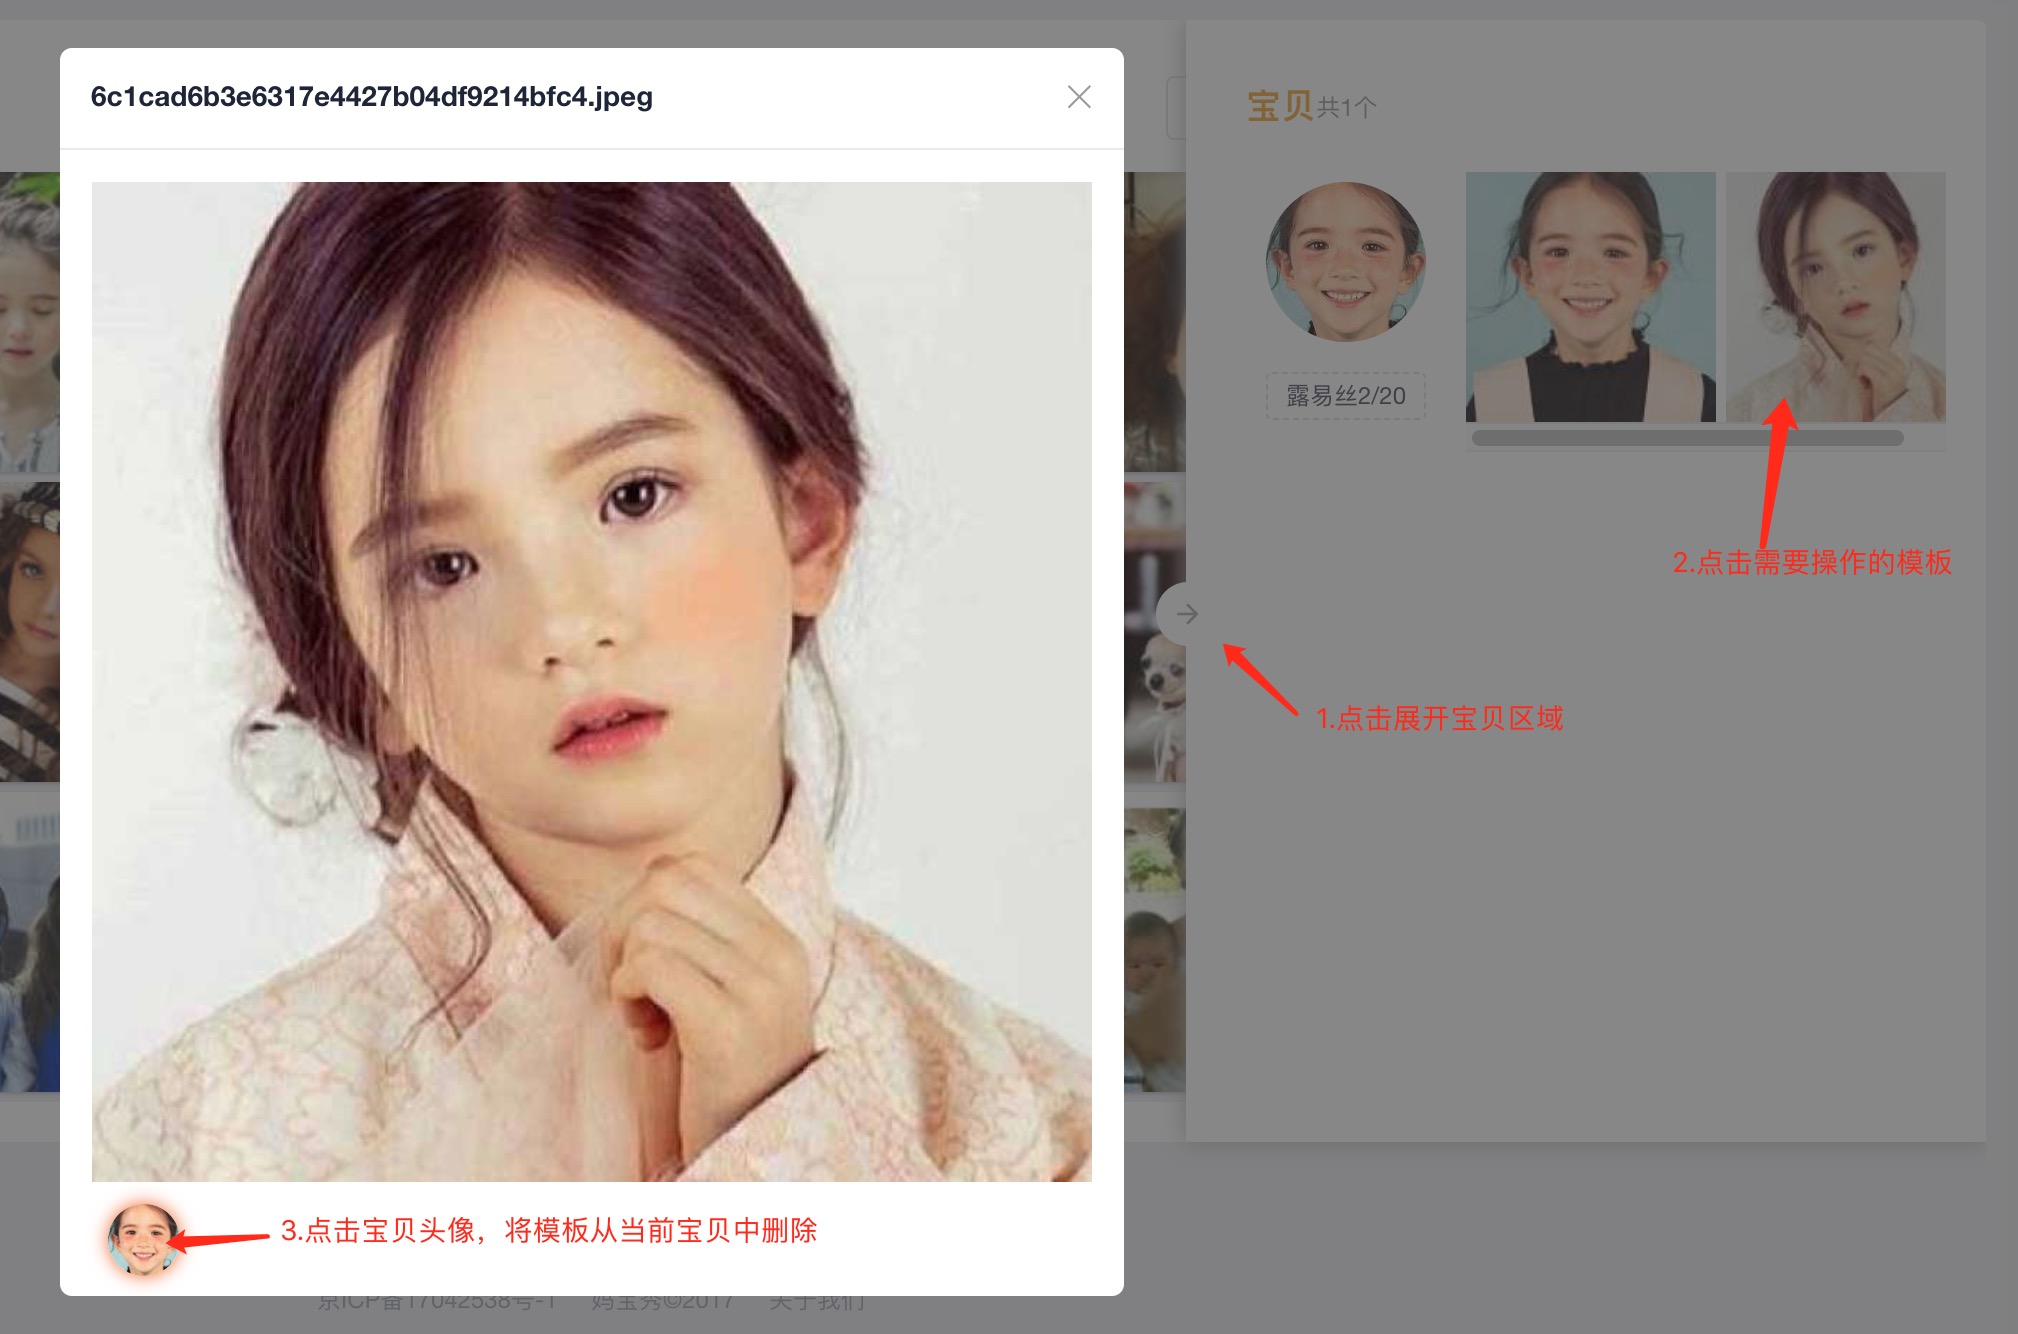 6c1cad6b3e6317e4427b04df9214bfc4.jpeg
宝贝共1个
露易丝2/20
2.点击需要操作的模板
1.点击展开宝贝区域
3.点击宝贝头像，将模板从当前宝贝中删除
京ICP备17042538号-1 妈宝秀©2017 关于我们